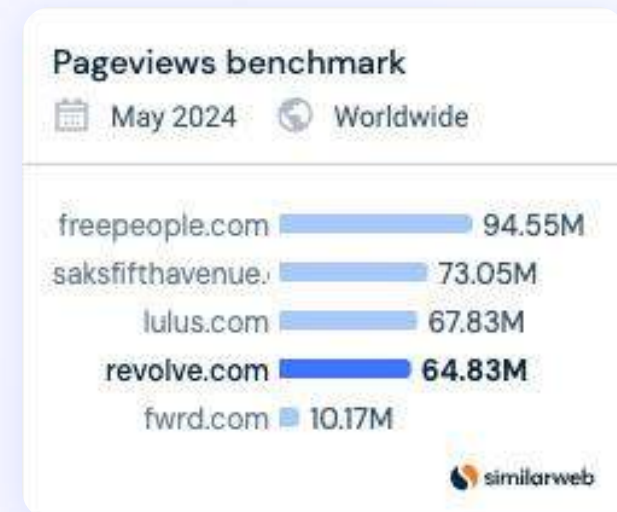 Pageviews benchmark
May 2024 Worldwide
freepeople.com 94.55M
saksfifthavenue. 73.05M
lulus.com 67.83M
revolve.com 64.83M
fwrd.com 10.17M
similarweb